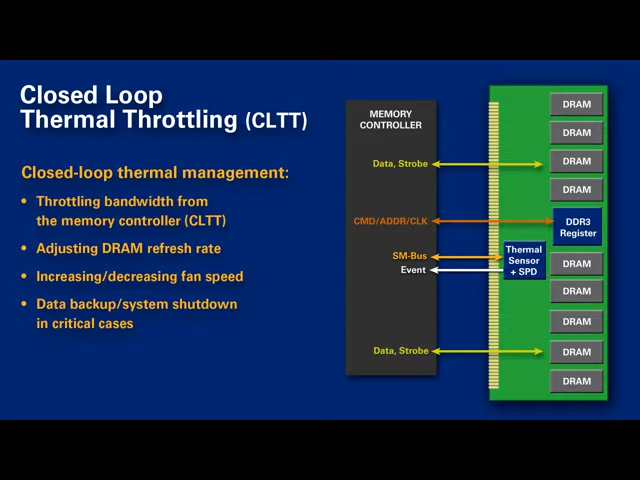 Closed Loop
Thermal Throttling (CLTT)
Closed-loop thermal management:
• Throttling bandwidth from
the memory controller (CLTT)
• Adjusting DRAM refresh rate
• Increasing/decreasing fan speed
• Data backup/system shutdown
in critical cases
MEMORY
CONTROLLER
Data, Strobe
CMD/ADDR/CLK
SM-Bus
Event
Data, Strobe
DRAM
DRAM
DRAM
DRAM
DDR3
Register
Thermal
Sensor
+ SPD
DRAM
DRAM
DRAM
DRAM
DRAM